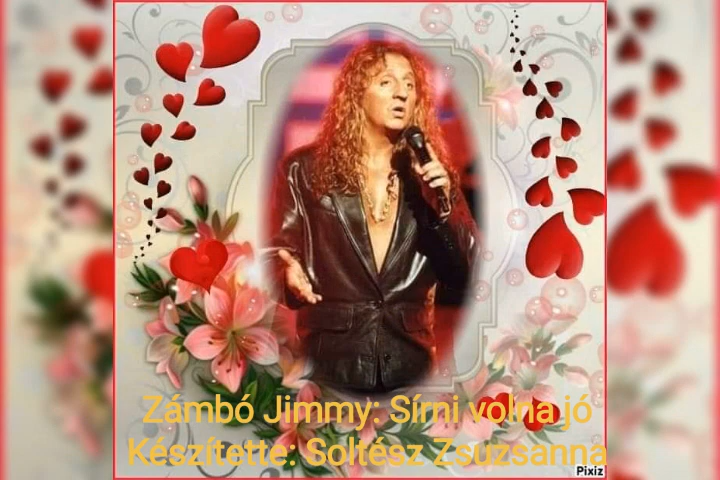 Zámbó Jimmy: Sírni volna jó
Készítette: Soltész Zsuzsanna
Pixiz